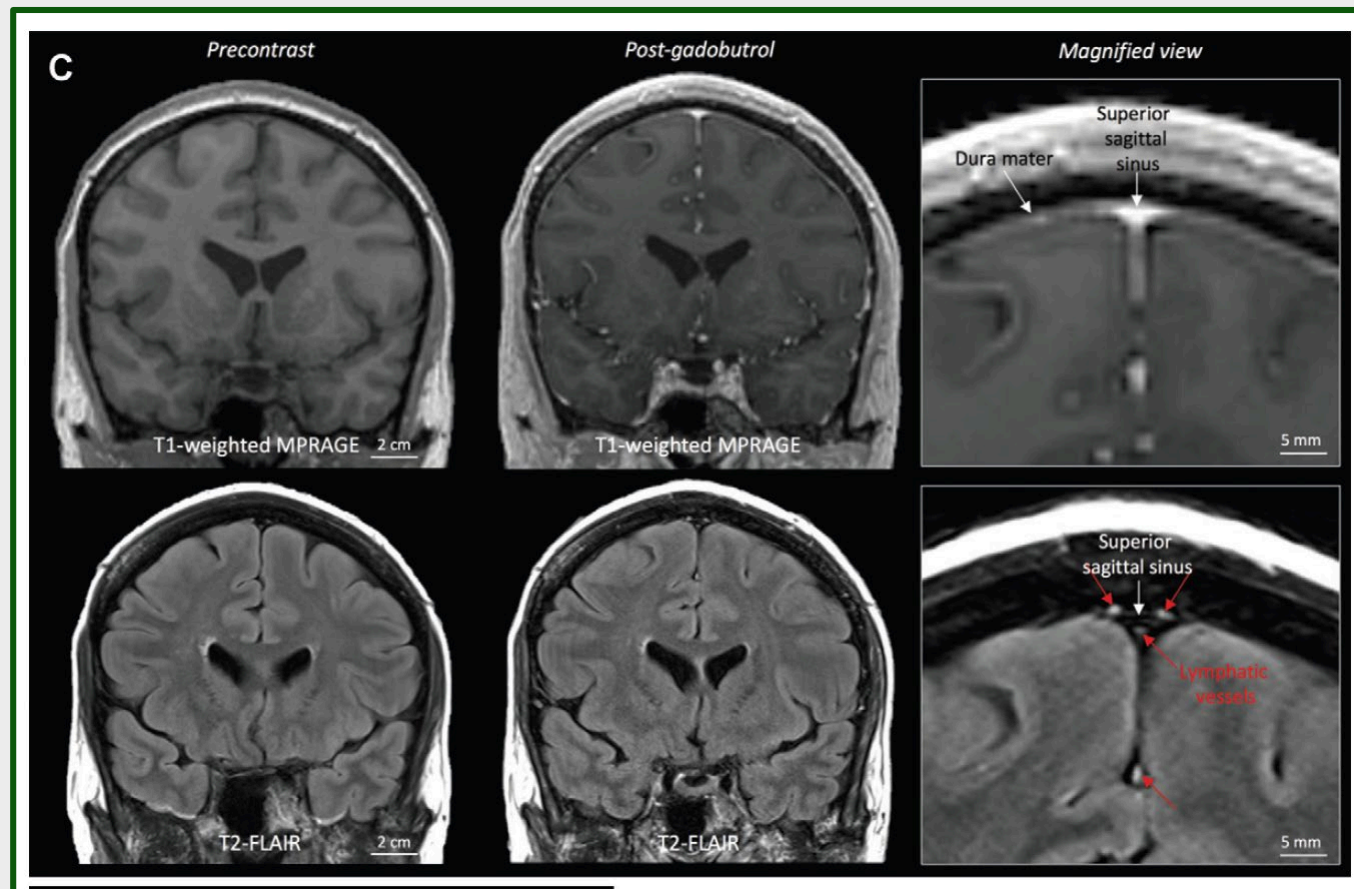 C
Precontrast
Post-gadobutrol
Magnified view
Superior
sagittal
sinus
Dura mater
T1-weighted MPRAGE
2 cm
T1-weighted MPRAGE
5 mm
Superior
sagittal sinus
Lymphatic
vessels
T2-FLAIR
2 cm
T2-FLAIR
5 mm